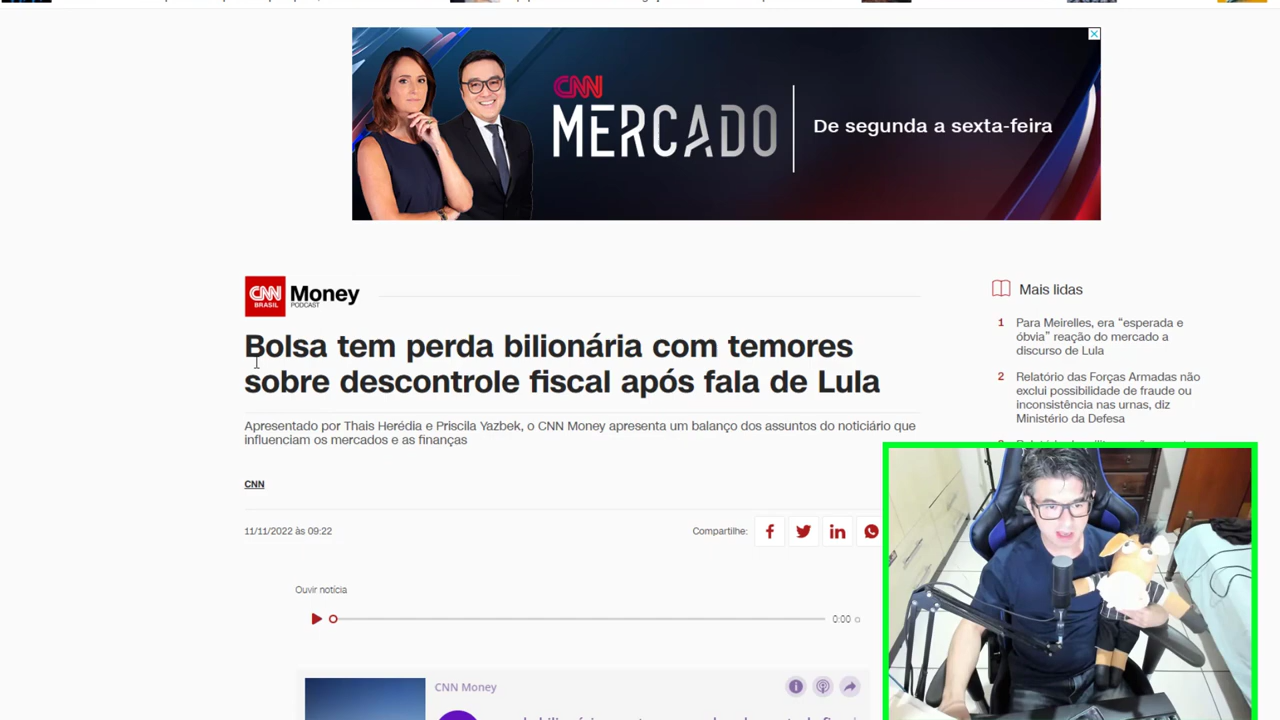 CNN
MERCADO
De segunda a sexta-feira
CNN
BRASIL
Money
PODCAST
Bolsa tem perda bilionária com temores
sobre descontrole fiscal após fala de Lula
Apresentado por Thais Herédia e Priscila Yazbek, o CNN Money apresenta um balanço dos assuntos do noticiário que
influenciam os mercados e as finanças
CNN
11/11/2022 às 09:22
Compartilhe:
Ouvir notícia
0:00
CNN Money
Mais lidas
1 Para Meirelles, era “esperada e
óbvia” reação do mercado a
discurso de Lula
2 Relatório das Forças Armadas não
exclui possibilidade de fraude ou
inconsistência nas urnas, diz
Ministério da Defesa